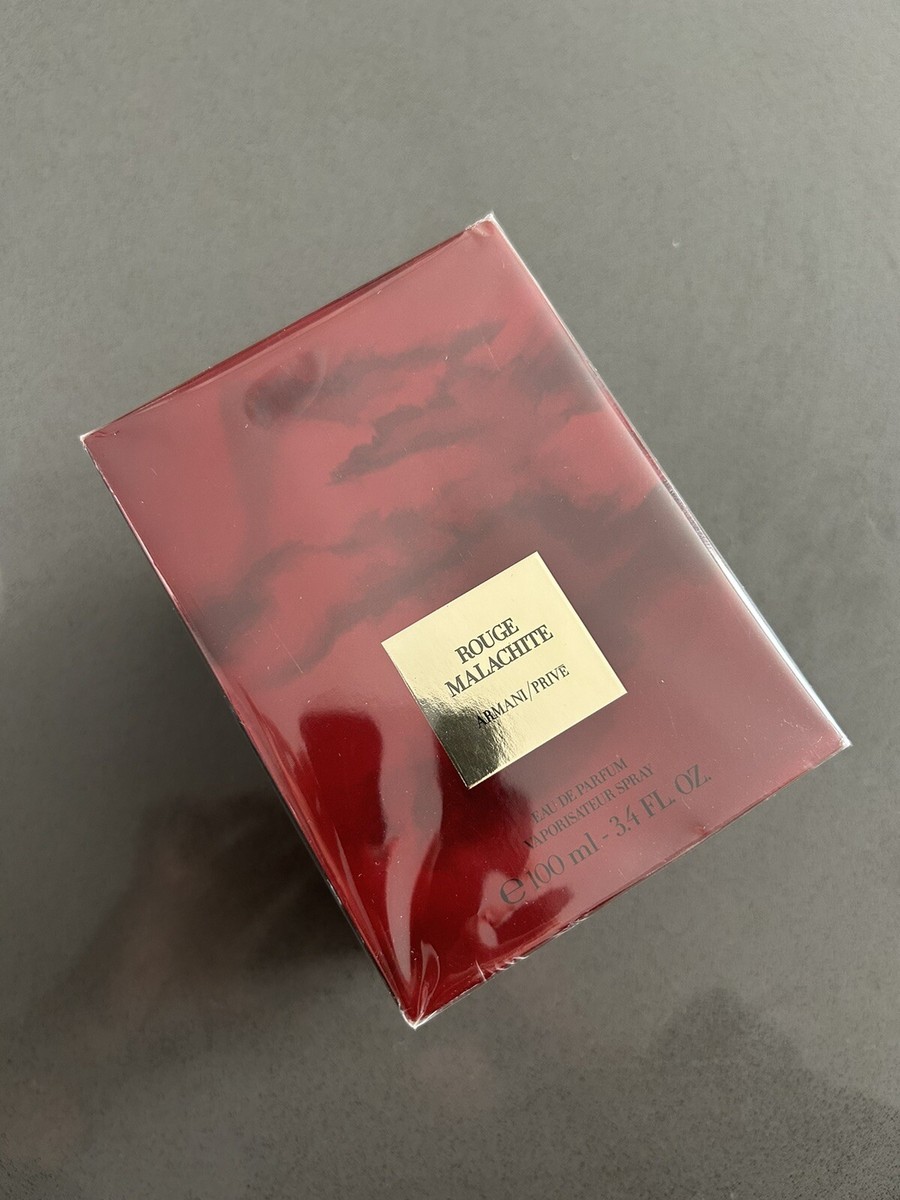 ROUGE
MALACHITE
ARMANI/PRIVE
EAU DE PARFUM
VAPORISATEUR SPRAY
e 100 ml - 3.4 FL. OZ.